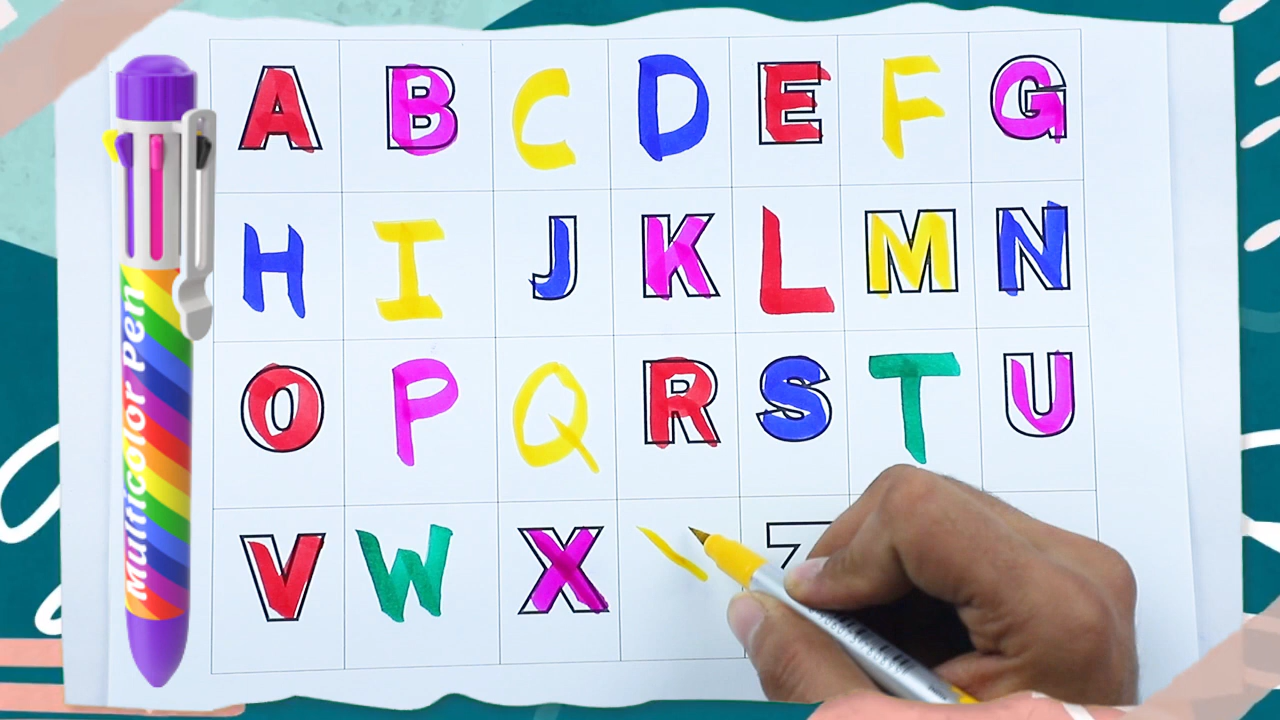 A B C D E F G
H I J K L M N
O P Q R S T U
V W X
Multicolor Pen